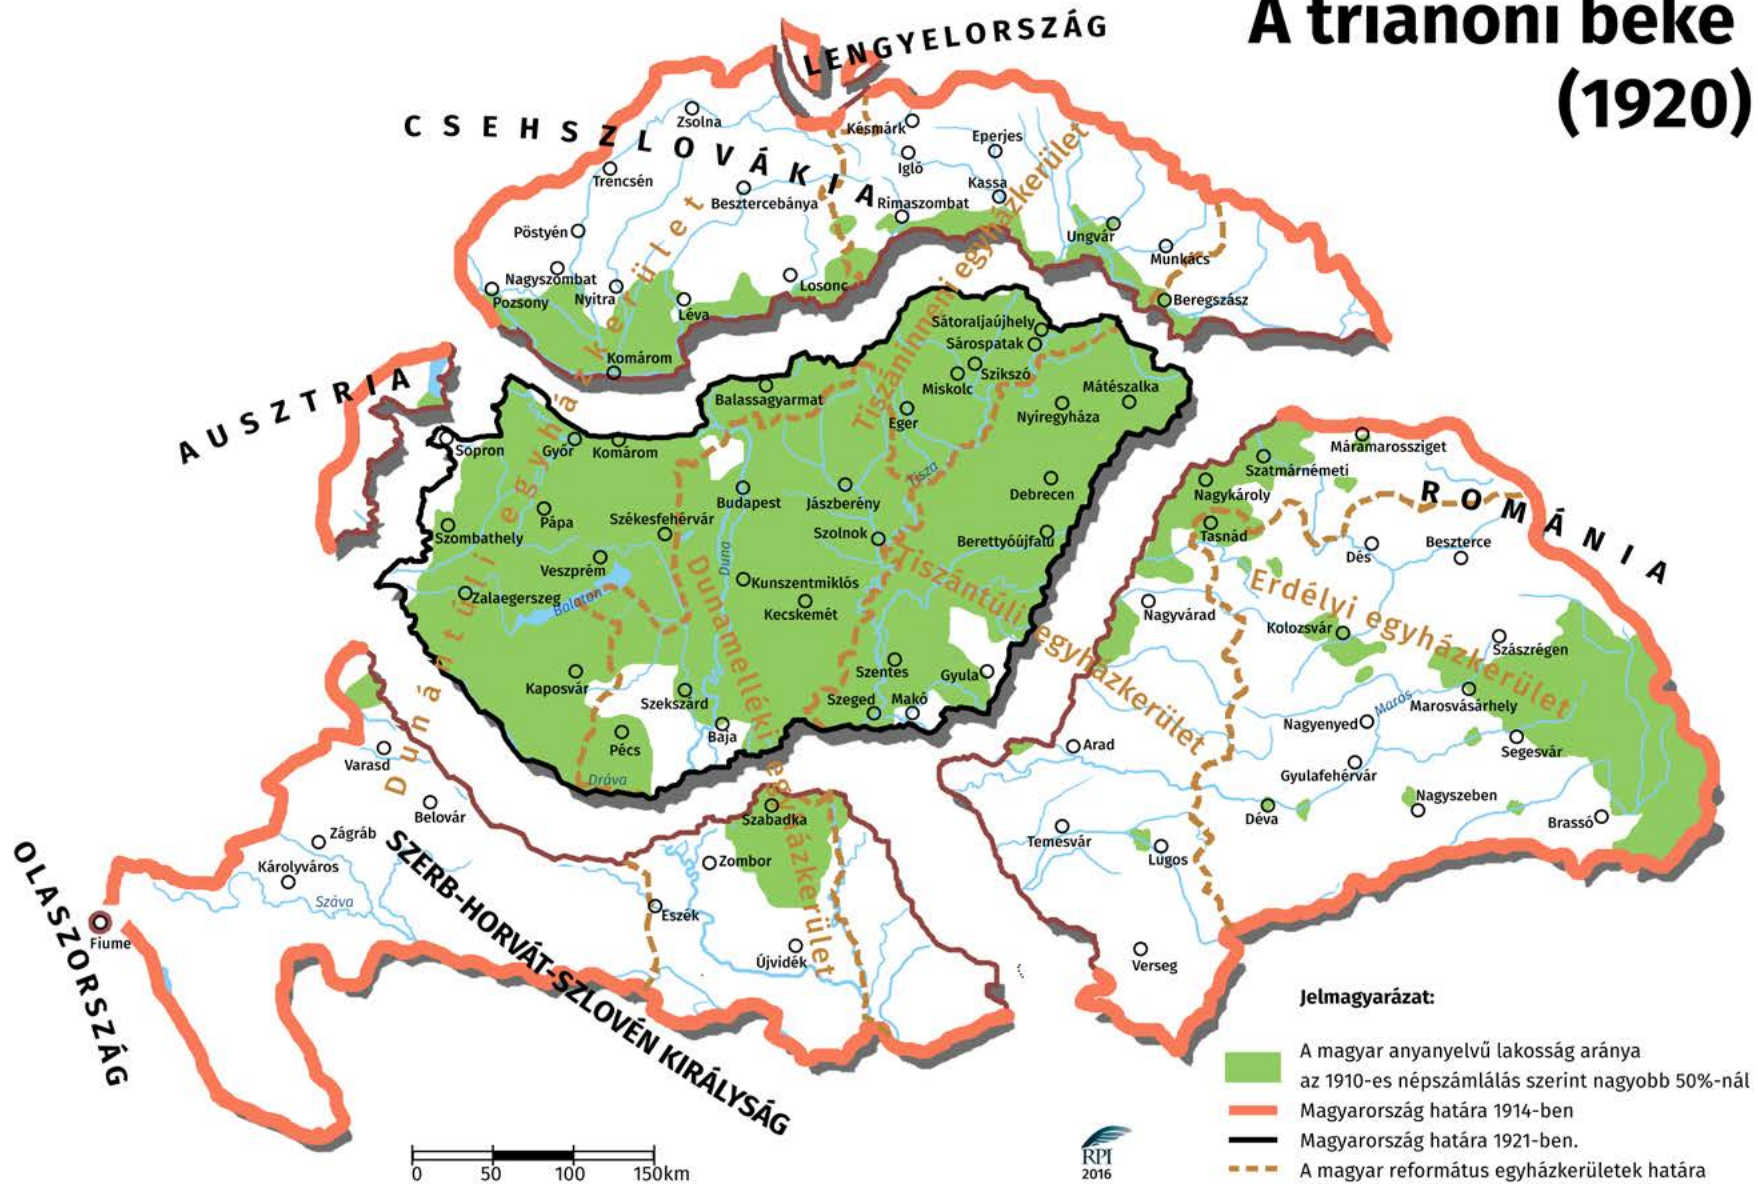 A trianoni béke
(1920)
LENGYELORSZÁG
CSEHSZLOVÁKIA
Zsolna
Késmárk
Eperjes
Igló
Trencsén
Kassa
Besztercebánya
Rimaszombat
Pöstyén
Ungvár
Munkács
Nagyszombat
Nyitra
Pozsony
Léva
Losonc
Beregszász
Komárom
AUSZTRIA
Sátoraljaújhely
Sárospatak
Szikszó
Miskolc
Mátészalka
Balassagyarmat
Nyíregyháza
Eger
Sopron
Győr
Komárom
Tisza
Budapest
Jászberény
Debrecen
Pápa
Székesfehérvár
Szolnok
Szombathely
Duna
Berettyóújfalu
Veszprém
Kunszentmiklós
Zalaegerszeg
Balaton
Kecskemét
Kaposvár
Szekszárd
Szentes
Gyula
Szeged
Makó
Baja
Pécs
Dráva
Dunántúli egyházkerület
Dunamelléki egyházkerület
Tiszáninneni egyházkerület
Tiszántúli egyházkerület
Erdélyi egyházkerület
ROMÁNIA
Máramarossziget
Szatmárnémeti
Nagykároly
Tasnád
Dés
Beszterce
Nagyvárad
Kolozsvár
Szászrégen
Maros
Marosvásárhely
Nagyenyed
Segesvár
Arad
Gyulafehérvár
Nagyszeben
Déva
Brassó
Temesvár
Lugos
Verseg
Varasd
Belovár
Zágráb
Károlyváros
Száva
Fiume
OLASZORSZÁG
SZERB-HORVÁT-SZLOVÉN KIRÁLYSÁG
Szabadka
Zombor
Eszék
Újvidék
Jelmagyarázat:
A magyar anyanyelvű lakosság aránya
az 1910-es népszámlálás szerint nagyobb 50%-nál
Magyarország határa 1914-ben
Magyarország határa 1921-ben.
A magyar református egyházkerületek határa
RPI
2016
0 50 100 150km